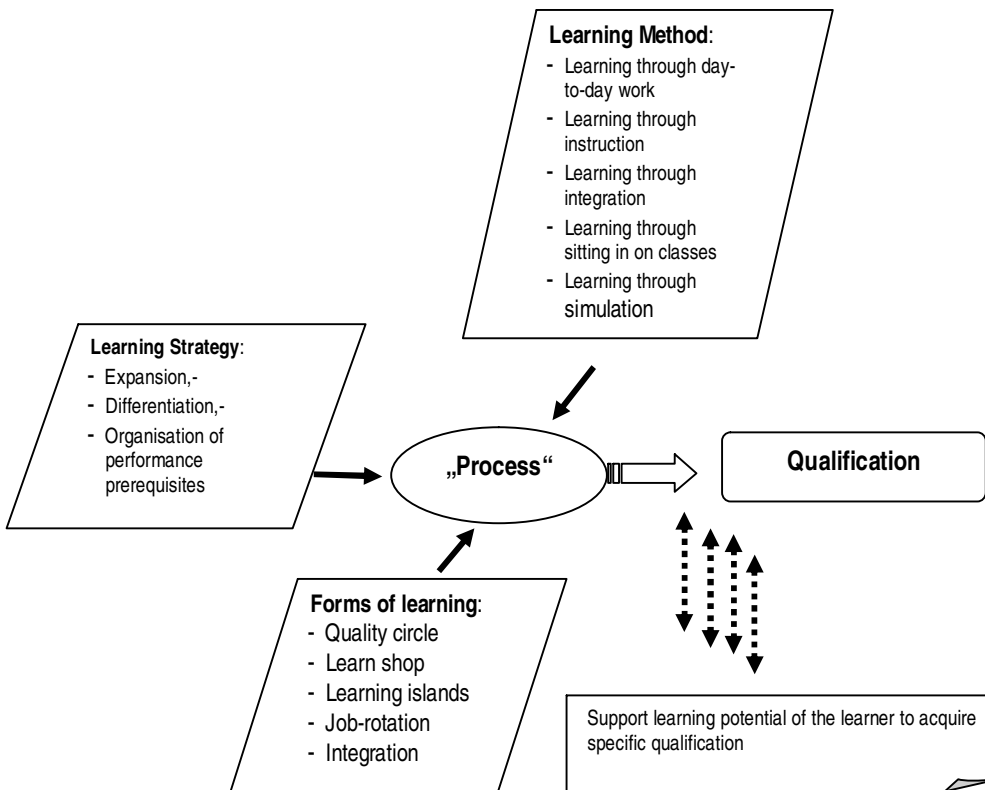 Learning Method:
- Learning through day-
to-day work
- Learning through
instruction
- Learning through
integration
- Learning through
sitting in on classes
- Learning through
simulation
Learning Strategy:
- Expansion,-
- Differentiation,-
- Organisation of
performance
prerequisites
„Process“
Qualification
Forms of learning:
- Quality circle
- Learn shop
- Learning islands
- Job-rotation
- Integration
Support learning potential of the learner to acquire
specific qualification